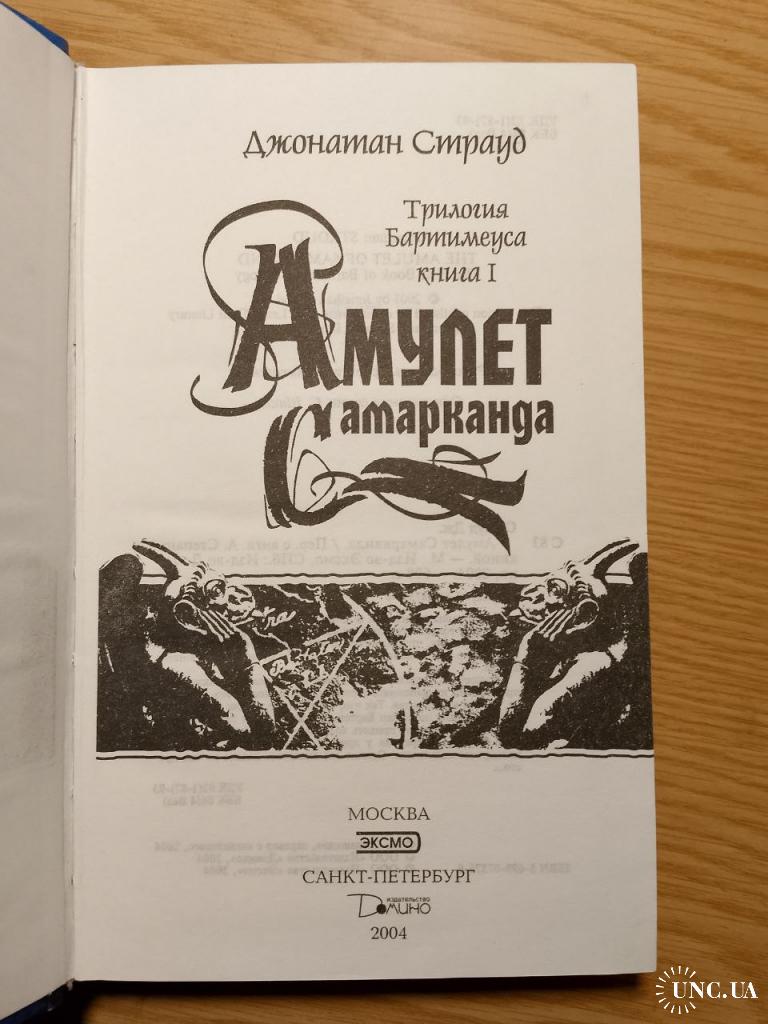 Джонатан Страуд
Трилогия
Бартимеуса
книга I
Амулет
Самарканда
МОСКВА
ЭКСМО
САНКТ-ПЕТЕРБУРГ
издательство
Домино
2004
UNC.UA